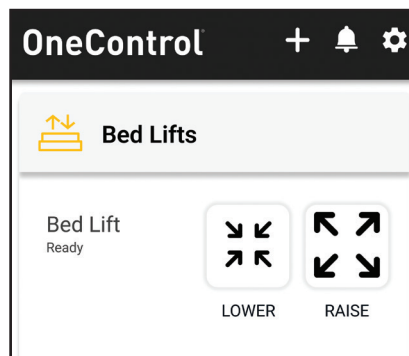 OneControl
Bed Lifts
Bed Lift
Ready
LOWER RAISE